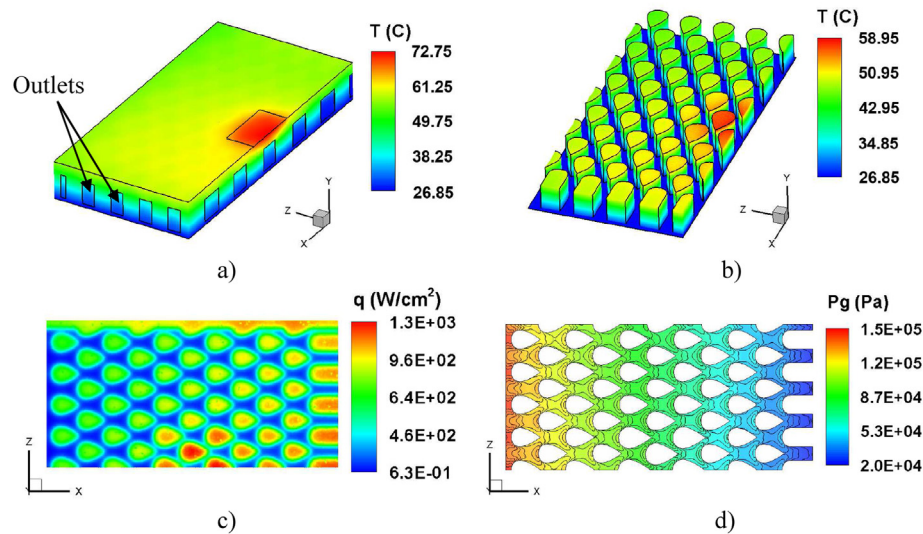 T (C)
72.75
61.25
49.75
38.25
26.85
Outlets
Y
Z
X
a)
T (C)
58.95
50.95
42.95
34.85
26.85
Y
Z
X
b)
q (W/cm²)
1.3E+03
9.6E+02
6.4E+02
4.6E+02
6.3E-01
Z
X
c)
Pg (Pa)
1.5E+05
1.2E+05
8.7E+04
5.3E+04
2.0E+04
Z
X
d)